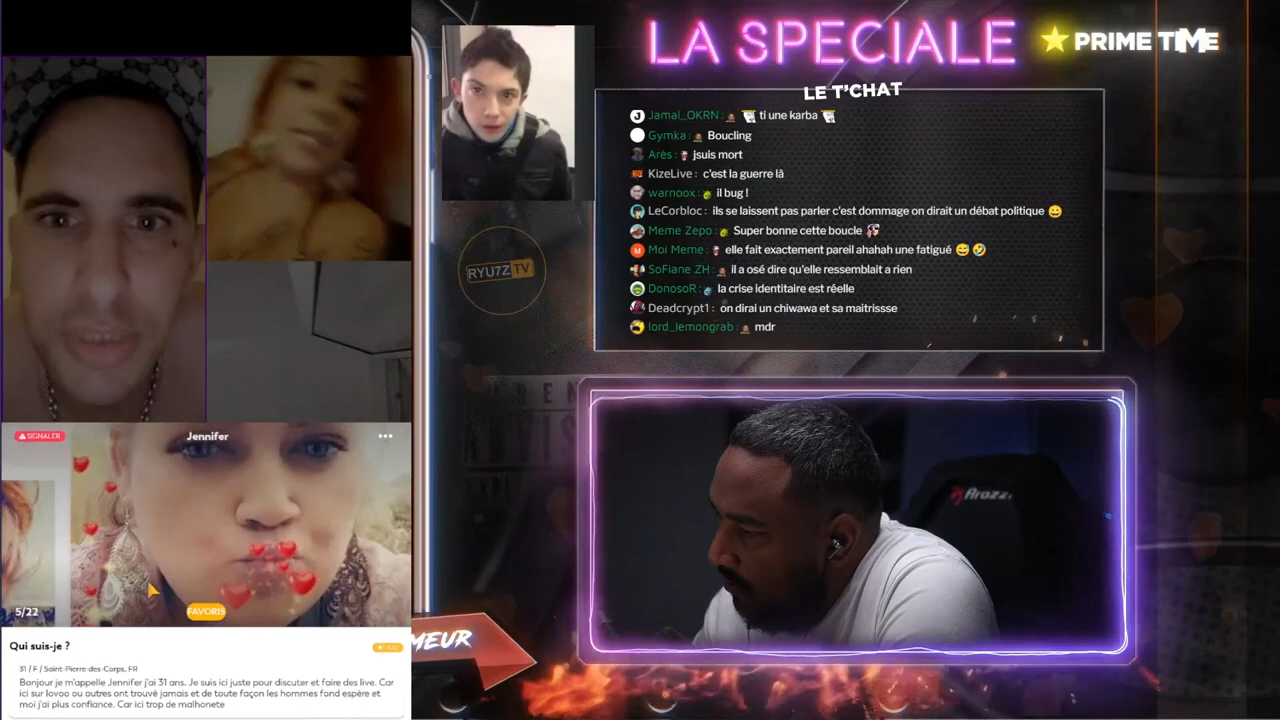 LA SPECIALE
PRIME TIME
LE T'CHAT
Jamal_OKRN : ti une karba
Gymka : Boucling
Arès : jsuis mort
KizeLive : c'est la guerre là
warnoox : il bug !
LeCorbloc : ils se laissent pas parler c'est dommage on dirait un débat politique 😀
Meme Zepo : Super bonne cette boucle
Moi Meme : elle fait exactement pareil ahahah une fatigué 😅 🤣
SoFiane ZH : il a osé dire qu'elle ressemblait a rien
DonosoR : la crise identitaire est réelle
Deadcrypt1 : on dirai un chiwawa et sa maitrissse
lord_lemongrab : mdr
RYU7Z TV
Arozzi
MEUR
SIGNALER
Jennifer
5/22
FAVORIS
Qui suis-je ?
31 / F / Saint-Pierre-des-Corps, FR
Bonjour je m'appelle Jennifer j'ai 31 ans. Je suis ici juste pour discuter et faire des live. Car
ici sur lovoo ou autres ont trouvé jamais et de toute façon les hommes fond espère et
moi j'ai plus confiance. Car ici trop de malhonete